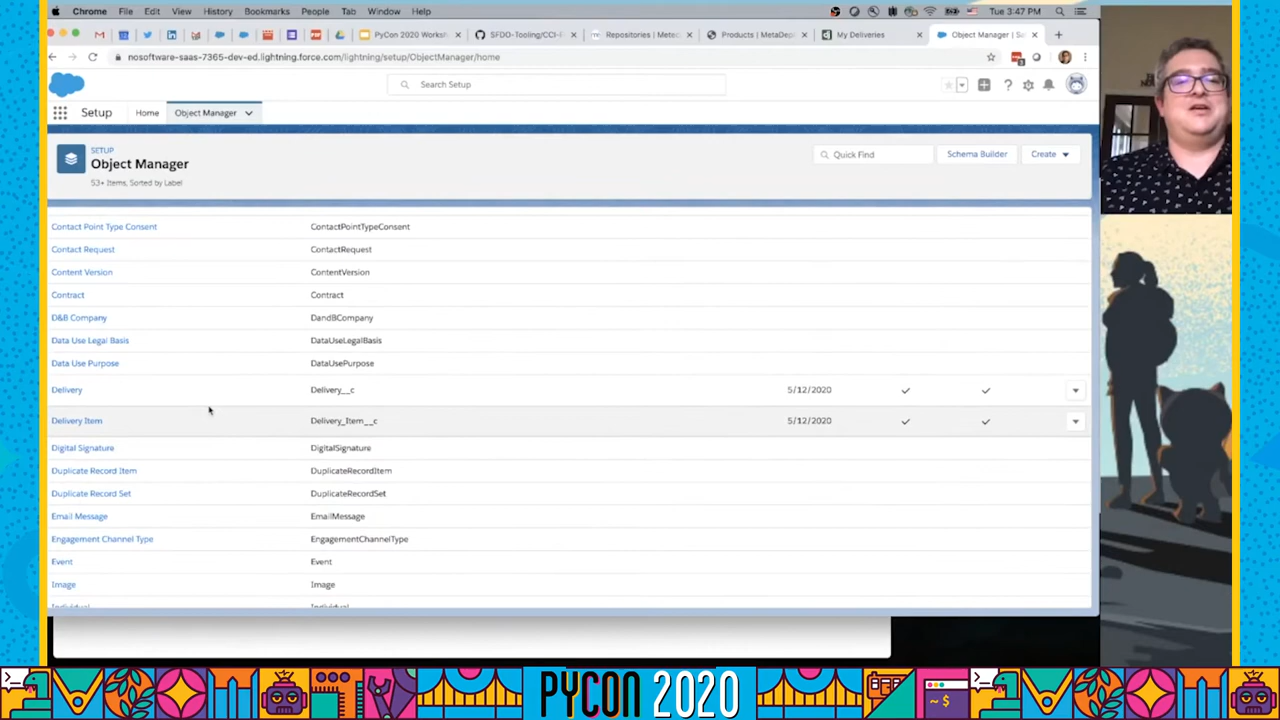 Chrome File Edit View History Bookmarks People Tab Window Help
Tue 3:47 PM
PyCon 2020 Worksh
SFDO-Tooling/CCI-F
Repositories | Metec
Products | MetaDep
My Deliveries
Object Manager | Sa
nosoftware-saas-7365-dev-ed.lightning.force.com/lightning/setup/ObjectManager/home
Search Setup
Setup Home Object Manager
SETUP
Object Manager
53+ Items, Sorted by Label
Quick Find Schema Builder Create
Contact Point Type Consent ContactPointTypeConsent
Contact Request ContactRequest
Content Version ContentVersion
Contract Contract
D&B Company DandBCompany
Data Use Legal Basis DataUseLegalBasis
Data Use Purpose DataUsePurpose
Delivery Delivery__c 5/12/2020
Delivery Item Delivery_Item__c 5/12/2020
Digital Signature DigitalSignature
Duplicate Record Item DuplicateRecordItem
Duplicate Record Set DuplicateRecordSet
Email Message EmailMessage
Engagement Channel Type EngagementChannelType
Event Event
Image Image
Individual Individual
PYCON 2020
~$